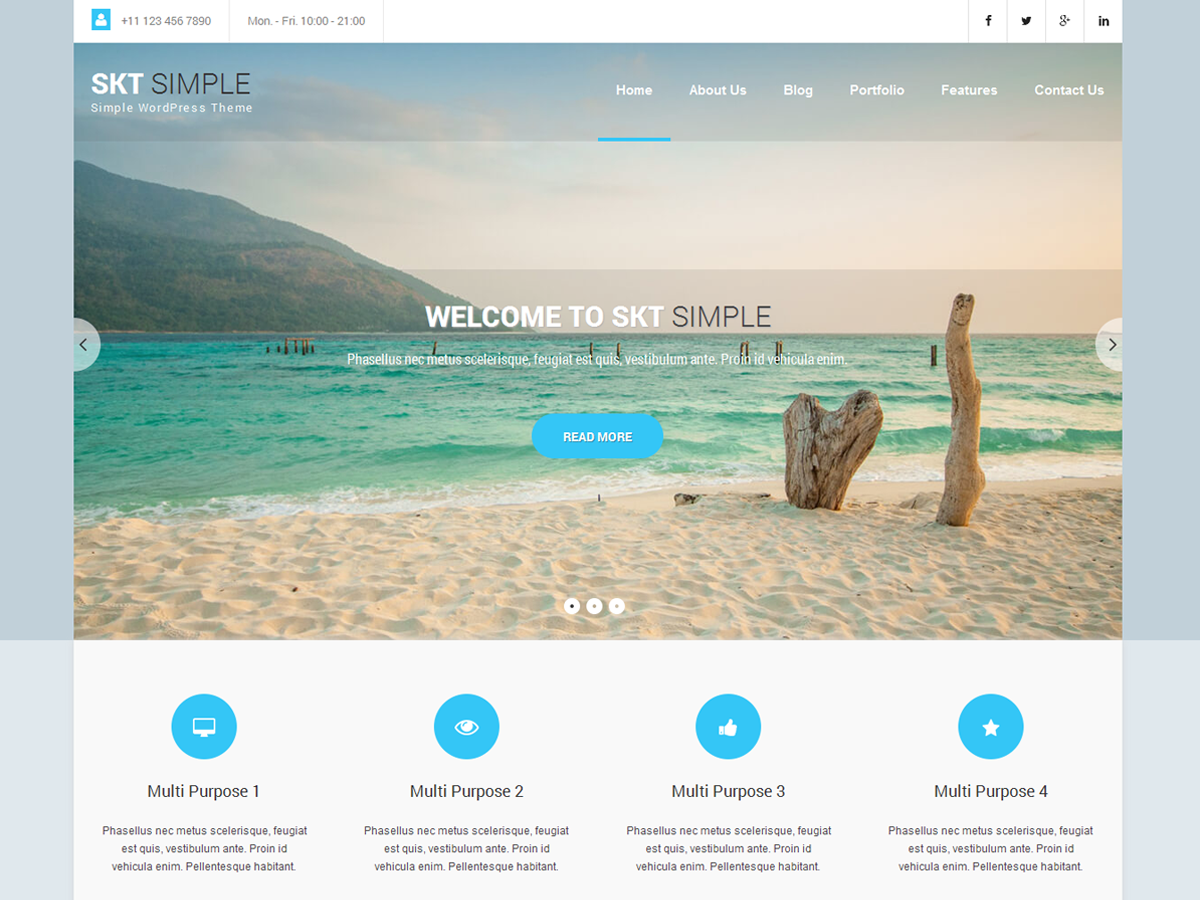 +11 123 456 7890
Mon. - Fri. 10:00 - 21:00
SKT SIMPLE
Simple WordPress Theme
Home About Us Blog Portfolio Features Contact Us
WELCOME TO SKT SIMPLE
Phasellus nec metus scelerisque, feugiat est quis, vestibulum ante. Proin id vehicula enim.
READ MORE
Multi Purpose 1
Phasellus nec metus scelerisque, feugiat
est quis, vestibulum ante. Proin id
vehicula enim. Pellentesque habitant.
Multi Purpose 2
Phasellus nec metus scelerisque, feugiat
est quis, vestibulum ante. Proin id
vehicula enim. Pellentesque habitant.
Multi Purpose 3
Phasellus nec metus scelerisque, feugiat
est quis, vestibulum ante. Proin id
vehicula enim. Pellentesque habitant.
Multi Purpose 4
Phasellus nec metus scelerisque, feugiat
est quis, vestibulum ante. Proin id
vehicula enim. Pellentesque habitant.